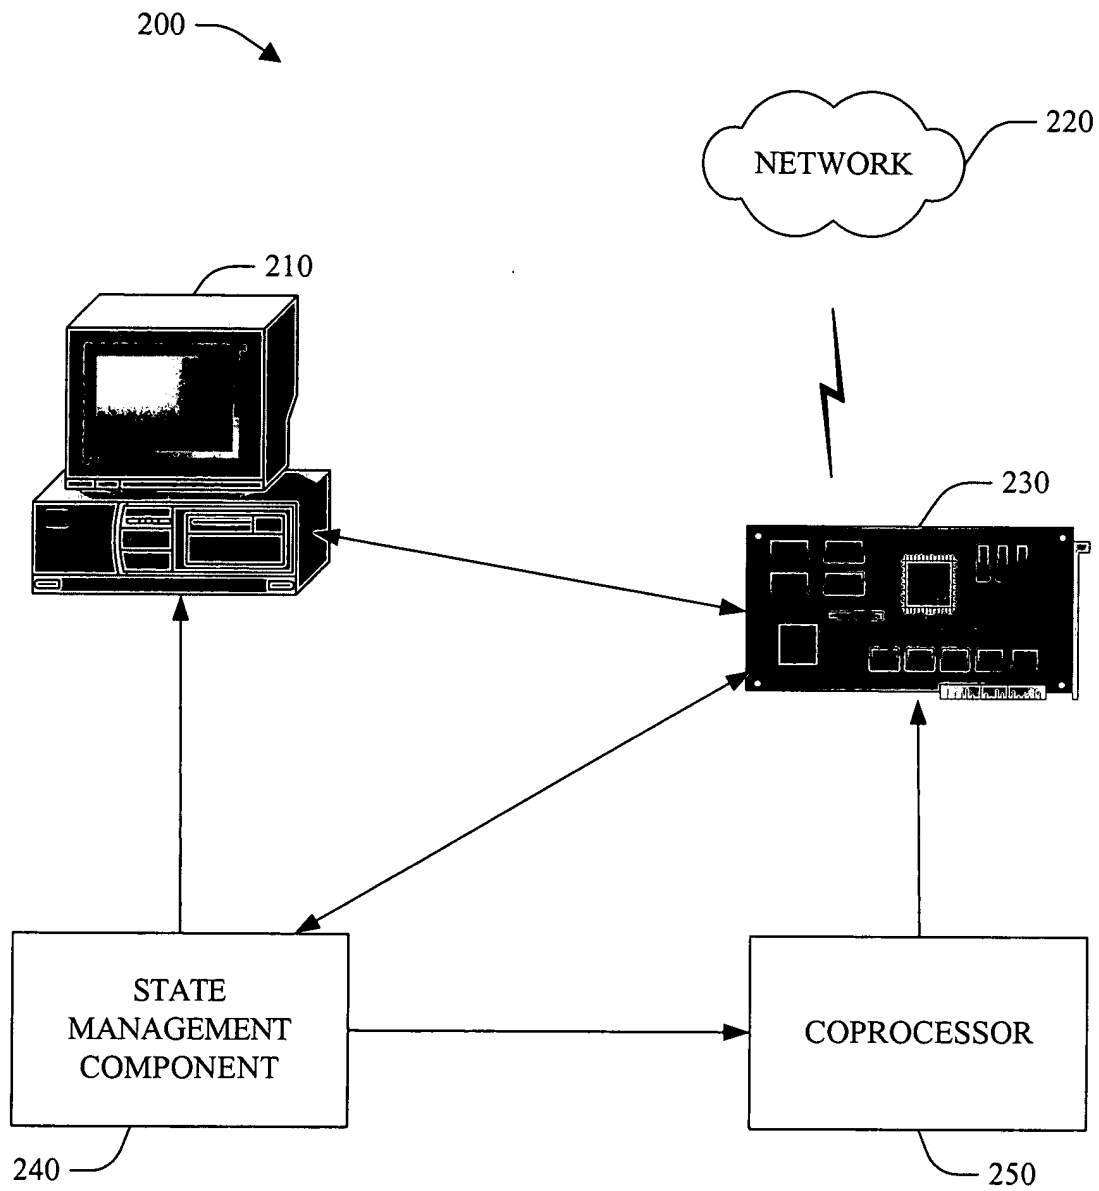 200
220
NETWORK
210
230
STATE
MANAGEMENT
COMPONENT
COPROCESSOR
240
250